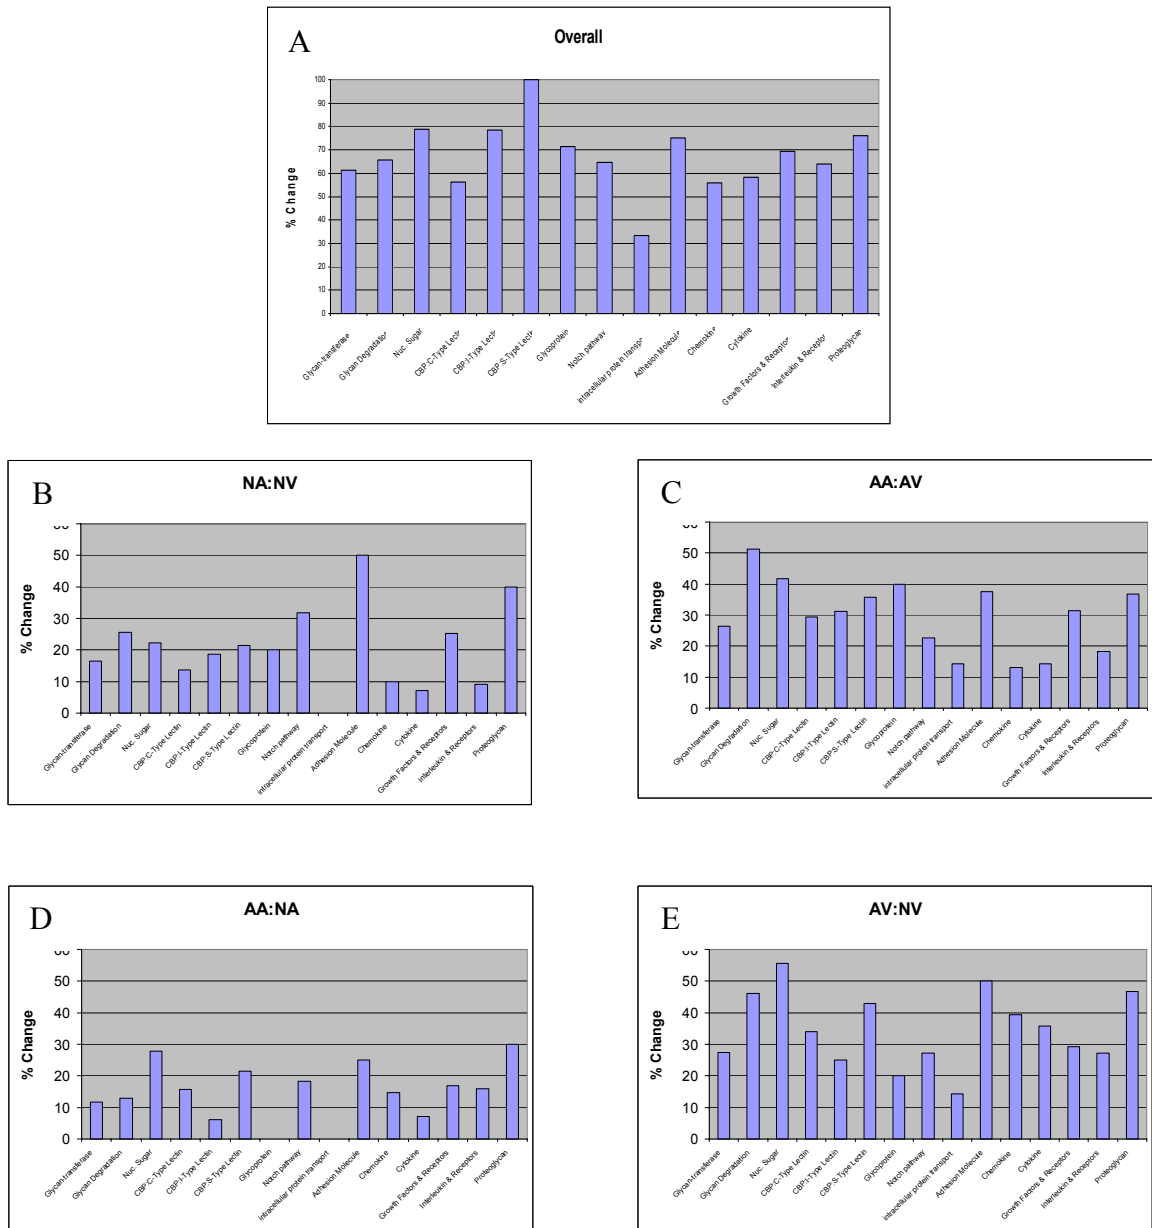 A
Overall
% Change
100
90
80
70
60
50
40
30
20
10
0
Glycan-transferase
Glycan Degradation
Nuc. Sugar
CBP:C-Type Lectin
CBP:I-Type Lectin
CBP:S-Type Lectin
Glycoprotein
Notch pathway
intracellular protein transpor
Adhesion Molecule
Chemokine
Cytokine
Growth Factors & Receptor
Interleukin & Receptor
Proteoglycan
B
NA:NV
% Change
60
50
40
30
20
10
0
Glycan-transferase
Glycan Degradation
Nuc. Sugar
CBP:C-Type Lectin
CBP:I-Type Lectin
CBP:S-Type Lectin
Glycoprotein
Notch pathway
intracellular protein transport
Adhesion Molecule
Chemokine
Cytokine
Growth Factors & Receptors
Interleukin & Receptors
Proteoglycan
C
AA:AV
% Change
60
50
40
30
20
10
0
Glycan-transferase
Glycan Degradation
Nuc. Sugar
CBP:C-Type Lectin
CBP:I-Type Lectin
CBP:S-Type Lectin
Glycoprotein
Notch pathway
intracellular protein transport
Adhesion Molecule
Chemokine
Cytokine
Growth Factors & Receptors
Interleukin & Receptors
Proteoglycan
D
AA:NA
% Change
60
50
40
30
20
10
0
Glycan-transferase
Glycan Degradation
Nuc. Sugar
CBP:C-Type Lectin
CBP:I-Type Lectin
CBP:S-Type Lectin
Glycoprotein
Notch pathway
intracellular protein transport
Adhesion Molecule
Chemokine
Cytokine
Growth Factors & Receptors
Interleukin & Receptors
Proteoglycan
E
AV:NV
% Change
60
50
40
30
20
10
0
Glycan-transferase
Glycan Degradation
Nuc. Sugar
CBP:C-Type Lectin
CBP:I-Type Lectin
CBP:S-Type Lectin
Glycoprotein
Notch pathway
intracellular protein transport
Adhesion Molecule
Chemokine
Cytokine
Growth Factors & Receptors
Interleukin & Receptors
Proteoglycan